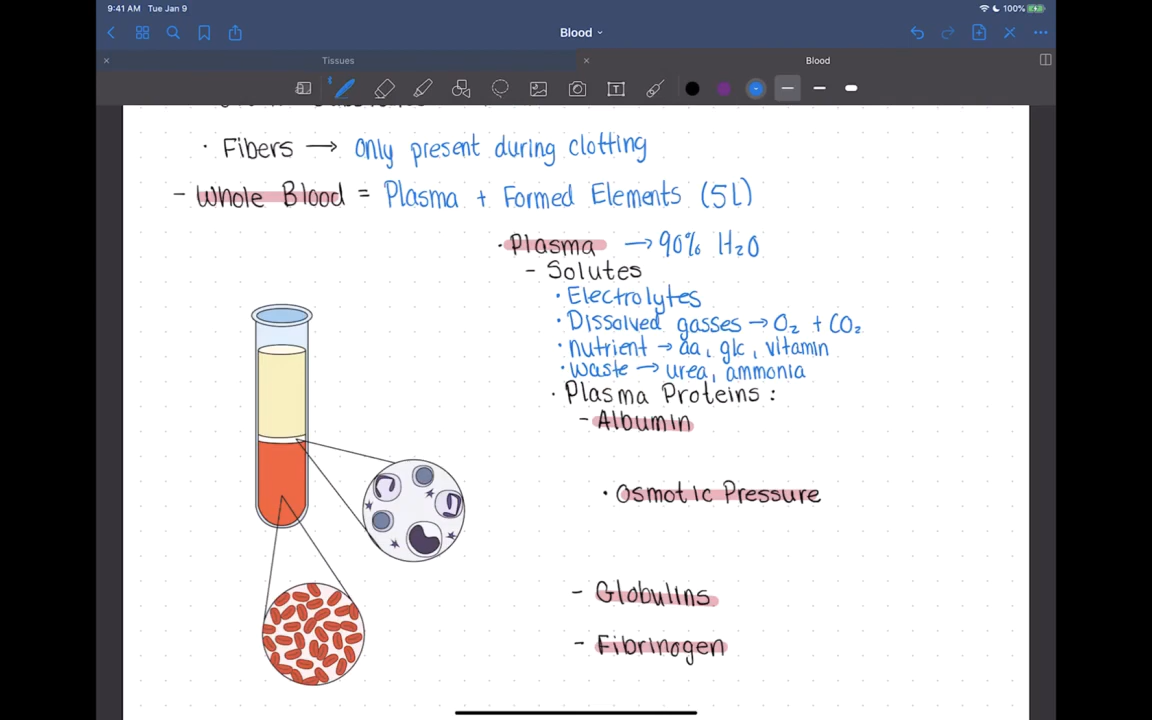 9:41 AM Tue Jan 9
100%
Blood
Tissues
Blood
· Fibers → Only present during clotting
- Whole Blood = Plasma + Formed Elements (5L)
· Plasma → 90% H₂O
- Solutes
· Electrolytes
· Dissolved gasses → O₂ + CO₂
· nutrient → aa, glc, vitamin
· waste → urea, ammonia
· Plasma Proteins :
- Albumin
· Osmotic Pressure
- Globulins
- Fibrinogen